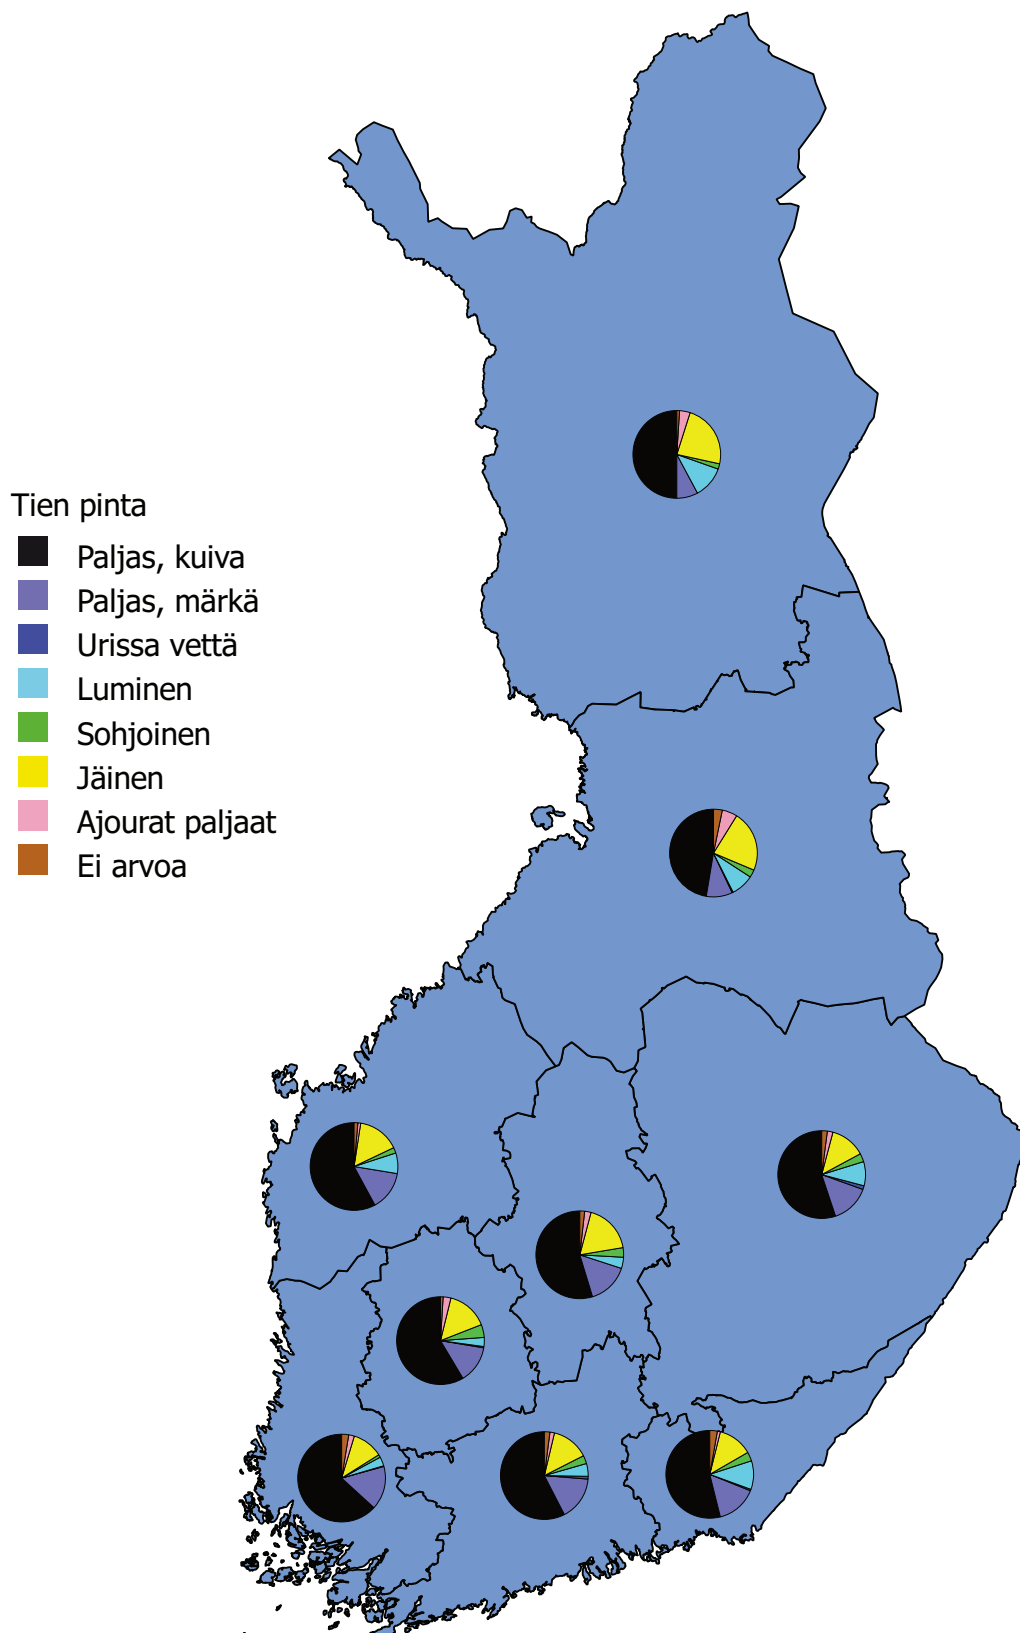 Tien pinta
Paljas, kuiva
Paljas, märkä
Urissa vettä
Luminen
Sohjoinen
Jäinen
Ajourat paljaat
Ei arvoa